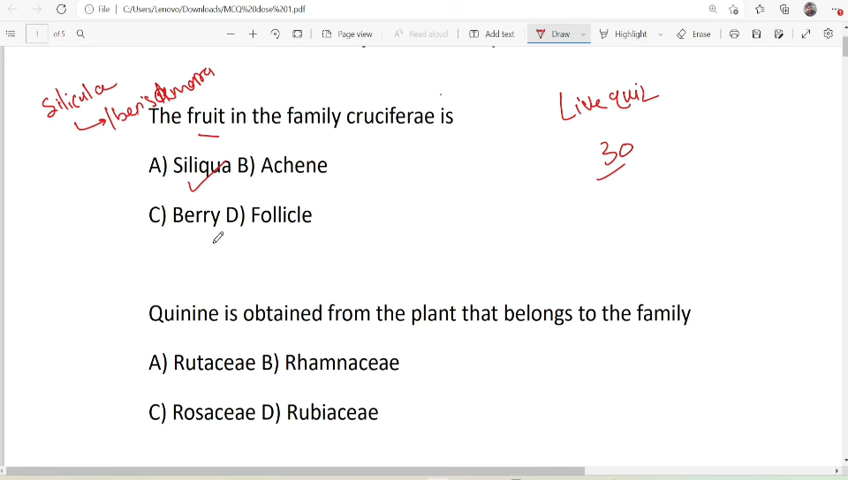 File C:/Users/Lenovo/Downloads/MCQ%20dose%201.pdf
1 of 5 Page view Read aloud Add text Draw Highlight Erase
Silicula
Live quiz
The fruit in the family cruciferae is
30
A) Siliqua B) Achene
C) Berry D) Follicle
Quinine is obtained from the plant that belongs to the family
A) Rutaceae B) Rhamnaceae
C) Rosaceae D) Rubiaceae